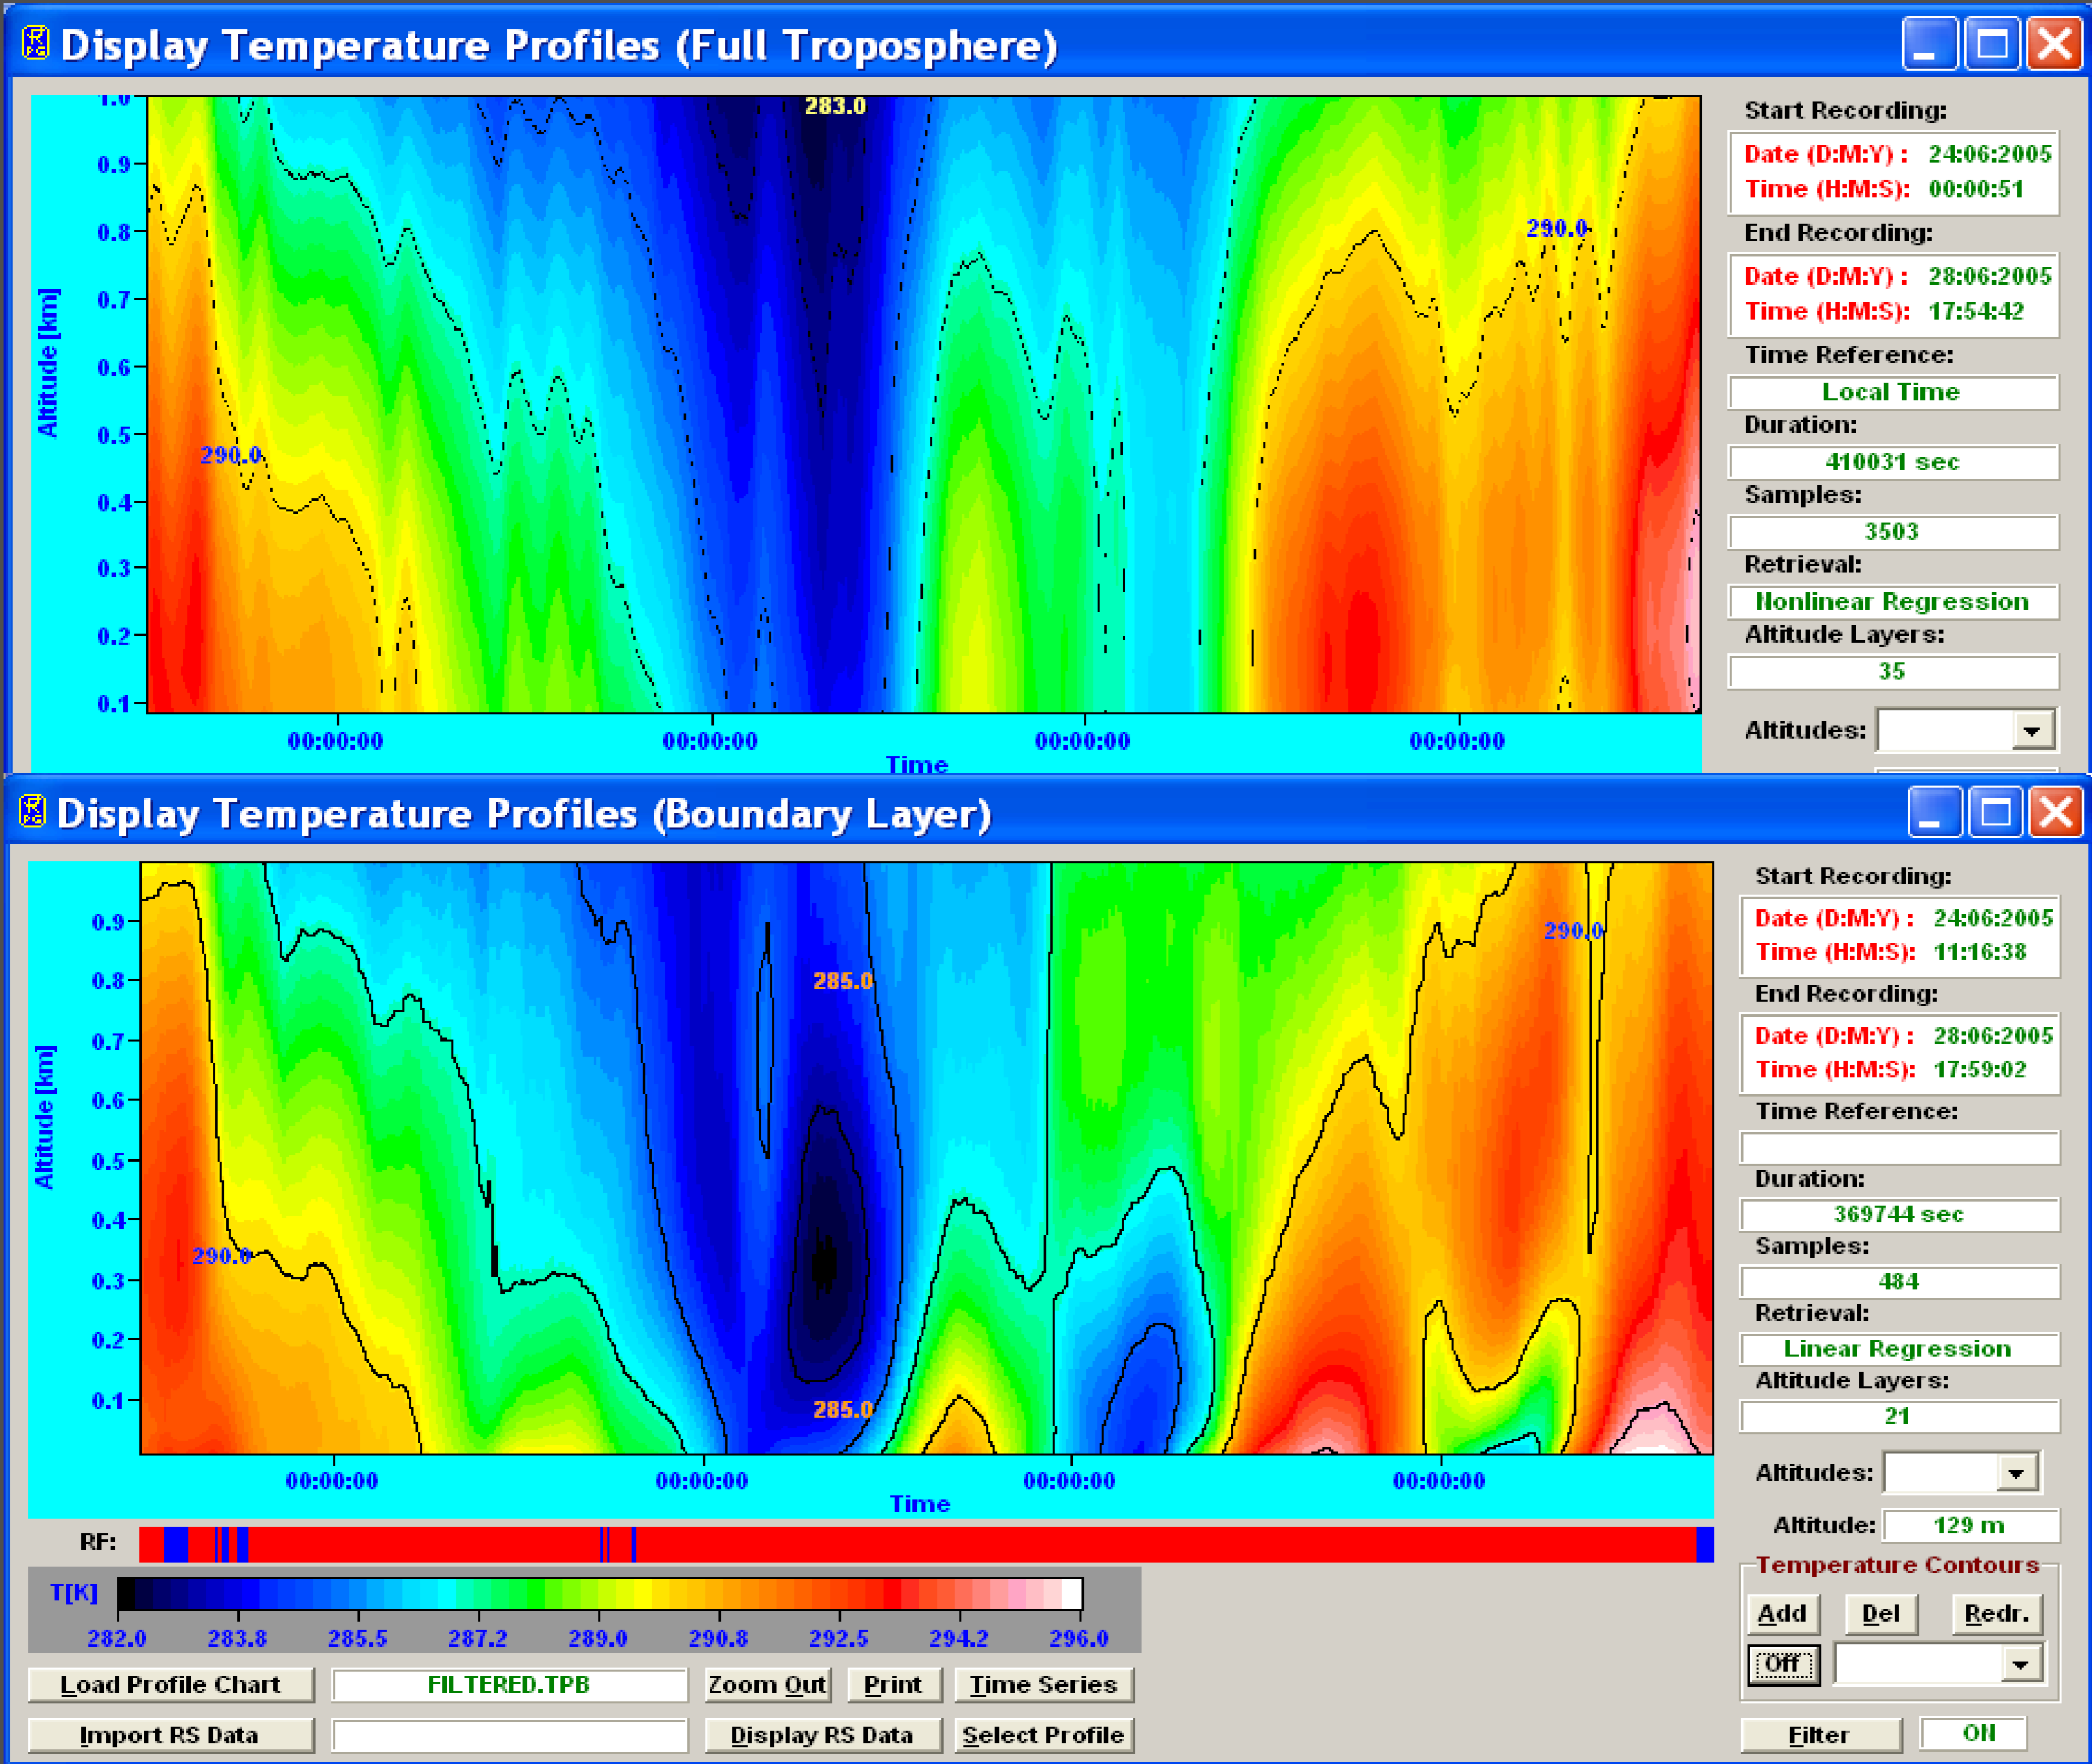 Display Temperature Profiles (Full Troposphere)
1.0
0.9
0.8
0.7
0.6
0.5
0.4
0.3
0.2
0.1
Altitude [km]
283.0
290.0
290.0
00:00:00 00:00:00 00:00:00 00:00:00
Time
Start Recording:
Date (D:M:Y) : 24:06:2005
Time (H:M:S): 00:00:51
End Recording:
Date (D:M:Y) : 28:06:2005
Time (H:M:S): 17:54:42
Time Reference:
Local Time
Duration:
410031 sec
Samples:
3503
Retrieval:
Nonlinear Regression
Altitude Layers:
35
Altitudes:
Display Temperature Profiles (Boundary Layer)
0.9
0.8
0.7
0.6
0.5
0.4
0.3
0.2
0.1
Altitude [km]
290.0
285.0
290.0
285.0
00:00:00 00:00:00 00:00:00 00:00:00
Time
Start Recording:
Date (D:M:Y) : 24:06:2005
Time (H:M:S): 11:16:38
End Recording:
Date (D:M:Y) : 28:06:2005
Time (H:M:S): 17:59:02
Time Reference:
Duration:
369744 sec
Samples:
484
Retrieval:
Linear Regression
Altitude Layers:
21
Altitudes:
Altitude: 129 m
Temperature Contours
Add Del Redr.
Off
Filter ON
RF:
T[K]
282.0 283.8 285.5 287.2 289.0 290.8 292.5 294.2 296.0
Load Profile Chart FILTERED.TPB Zoom Out Print Time Series
Import RS Data Display RS Data Select Profile